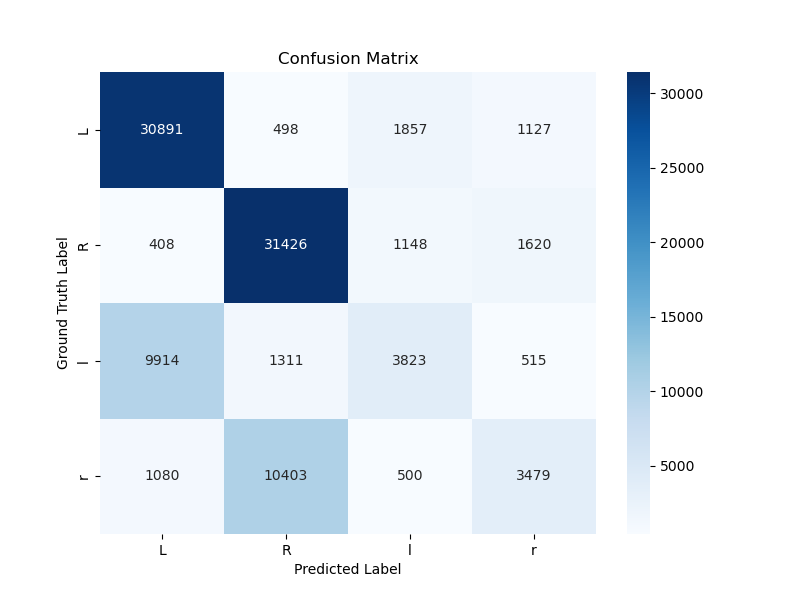 Confusion Matrix
Ground Truth Label
L 30891 498 1857 1127
R 408 31426 1148 1620
l 9914 1311 3823 515
r 1080 10403 500 3479
L R l r
Predicted Label
30000
25000
20000
15000
10000
5000